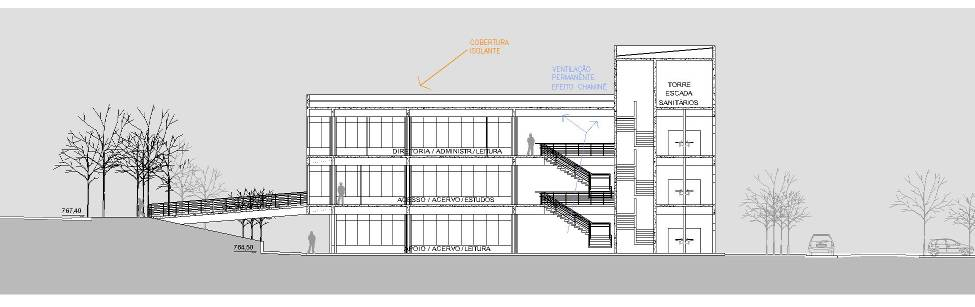 COBERTURA
ISOLANTE
VENTILAÇÃO
PERMANENTE
EFEITO CHAMINÉ
TORRE
ESCADA
SANITÁRIOS
DIRETORIA / ADMINISTR./ LEITURA
767,40
ACESSO / ACERVO / ESTUDOS
764,50
APOIO / ACERVO / LEITURA